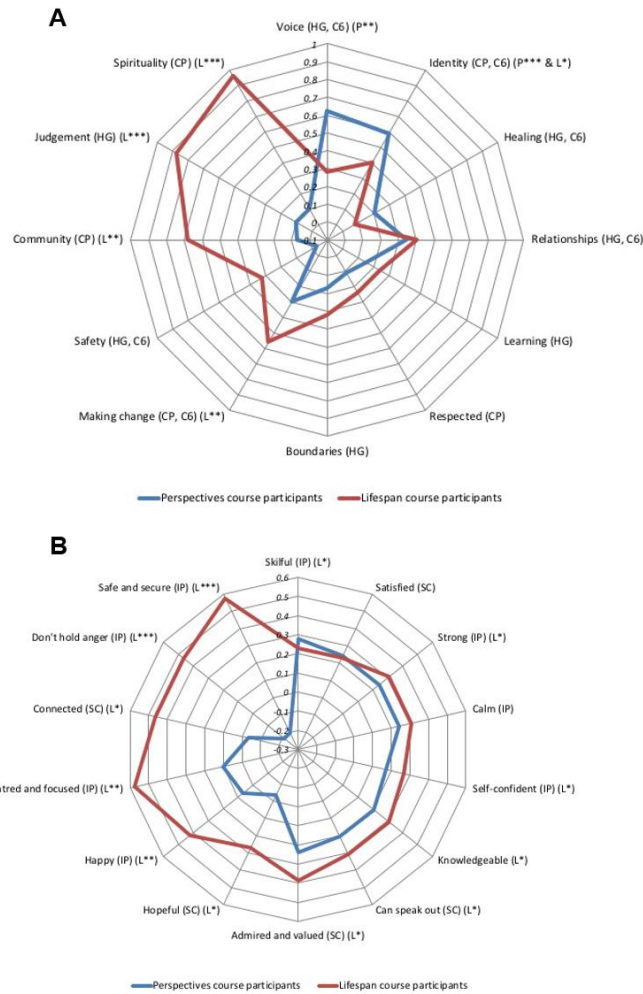 A
Voice (HG, C6) (P**)
1
Spirituality (CP) (L***)
0.9
Identity (CP, C6) (P*** & L*)
0.8
0.7
0.6
Judgement (HG) (L***)
0.5
Healing (HG, C6)
0.4
0.3
0.2
0.1
0
Community (CP) (L**)
-0.1
Relationships (HG, C6)
Safety (HG, C6)
Learning (HG)
Making change (CP, C6) (L**)
Respected (CP)
Boundaries (HG)
Perspectives course participants
Lifespan course participants
B
Skilful (IP) (L*)
0.6
Safe and secure (IP) (L***)
Satisfied (SC)
0.5
0.4
0.3
Don't hold anger (IP) (L***)
Strong (IP) (L*)
0.2
0.1
0
Connected (SC) (L*)
Calm (IP)
-0.1
-0.2
-0.3
ntred and focused (IP) (L**)
Self-confident (IP) (L*)
Happy (IP) (L**)
Knowledgeable (L*)
Hopeful (SC) (L*)
Can speak out (SC) (L*)
Admired and valued (SC) (L*)
Perspectives course participants
Lifespan course participants